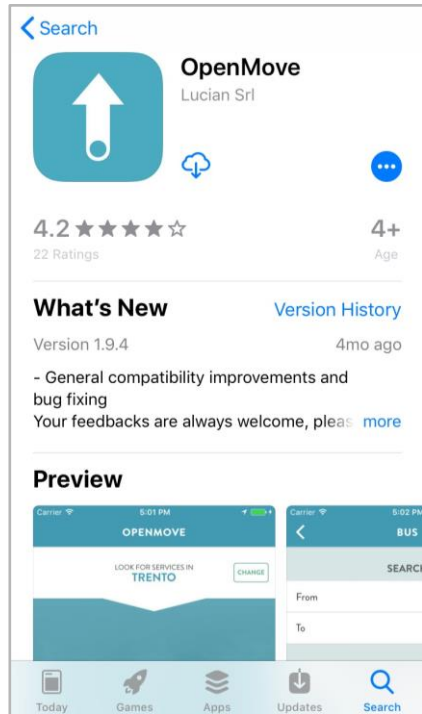 Search
OpenMove
Lucian Srl
4.2
4+
22 Ratings
Age
What's New
Version History
Version 1.9.4
4mo ago
- General compatibility improvements and
bug fixing
Your feedbacks are always welcome, pleas more
Preview
Carrier 5:01 PM
OPENMOVE
LOOK FOR SERVICES IN
TRENTO
CHANGE
Carrier 5:02 PM
BUS
SEARCH
From
To
Today
Games
Apps
Updates
Search